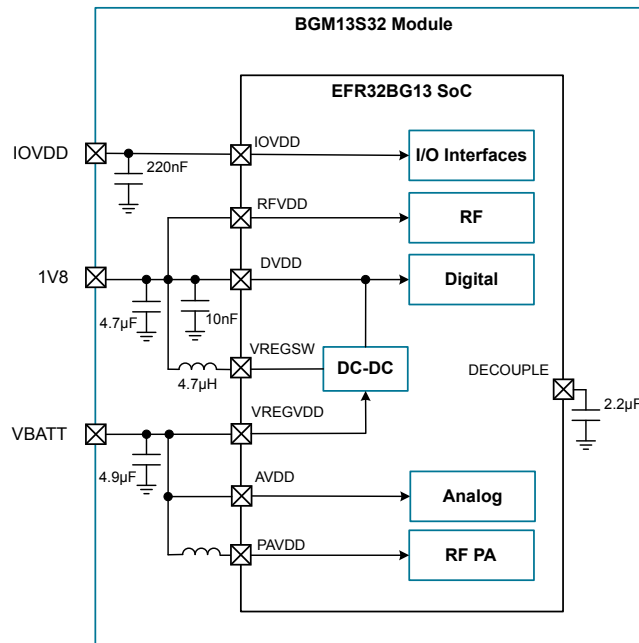 BGM13S32 Module
EFR32BG13 SoC
IOVDD
220nF
IOVDD
I/O Interfaces
RFVDD
RF
1V8
4.7µF
10nF
DVDD
Digital
4.7µH
VREGSW
DC-DC
DECOUPLE
2.2µF
VBATT
4.9µF
VREGVDD
AVDD
Analog
PAVDD
RF PA